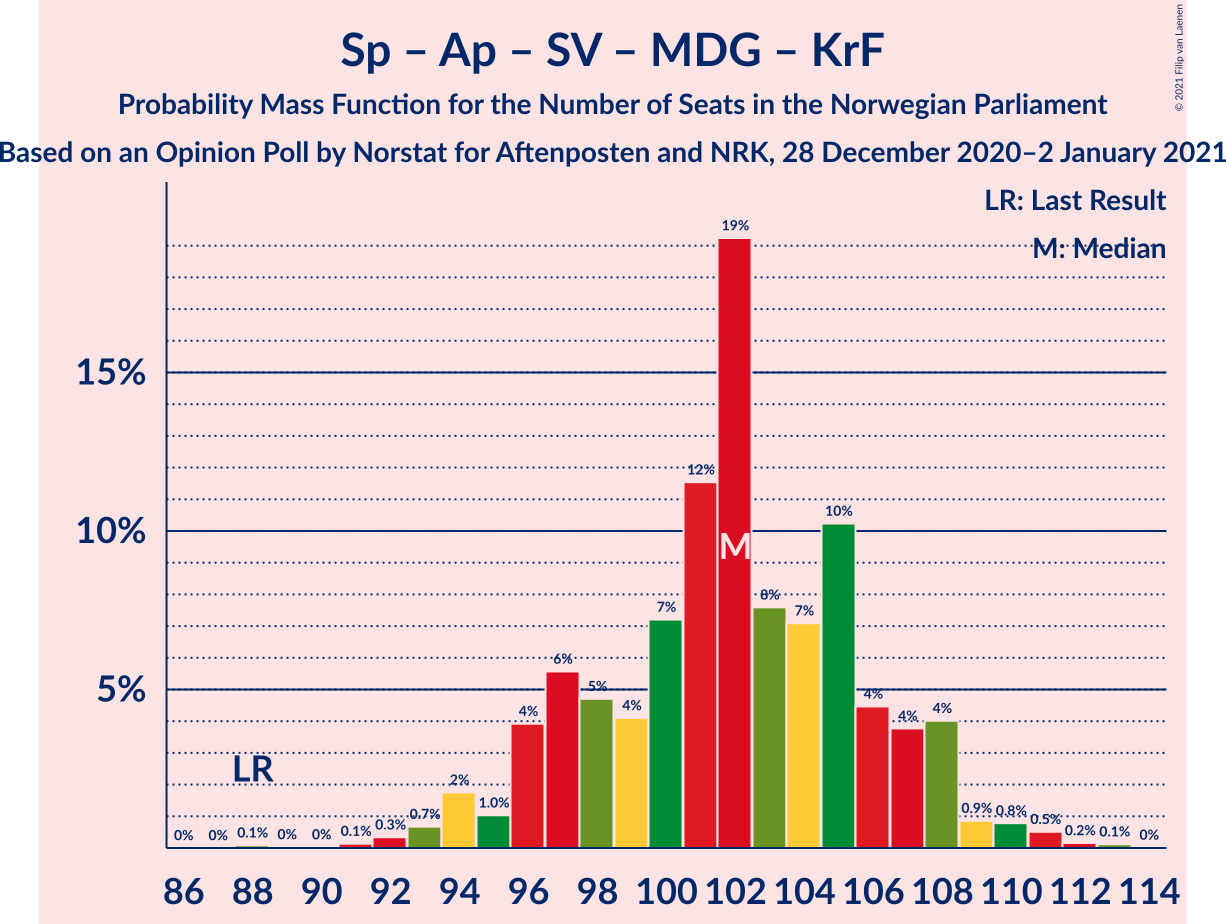 Sp – Ap – SV – MDG – KrF
Probability Mass Function for the Number of Seats in the Norwegian Parliament
Based on an Opinion Poll by Norstat for Aftenposten and NRK, 28 December 2020–2 January 2021
© 2021 Filip van Laenen
LR: Last Result
M: Median
15%
10%
5%
0% 0% 0.1% 0% 0% 0.1% 0.3% 0.7% 2% 1.0% 4% 6% 5% 4% 7% 12% 19% 8% 7% 10% 4% 4% 4% 0.9% 0.8% 0.5% 0.2% 0.1% 0%
LR
M
86 88 90 92 94 96 98 100 102 104 106 108 110 112 114